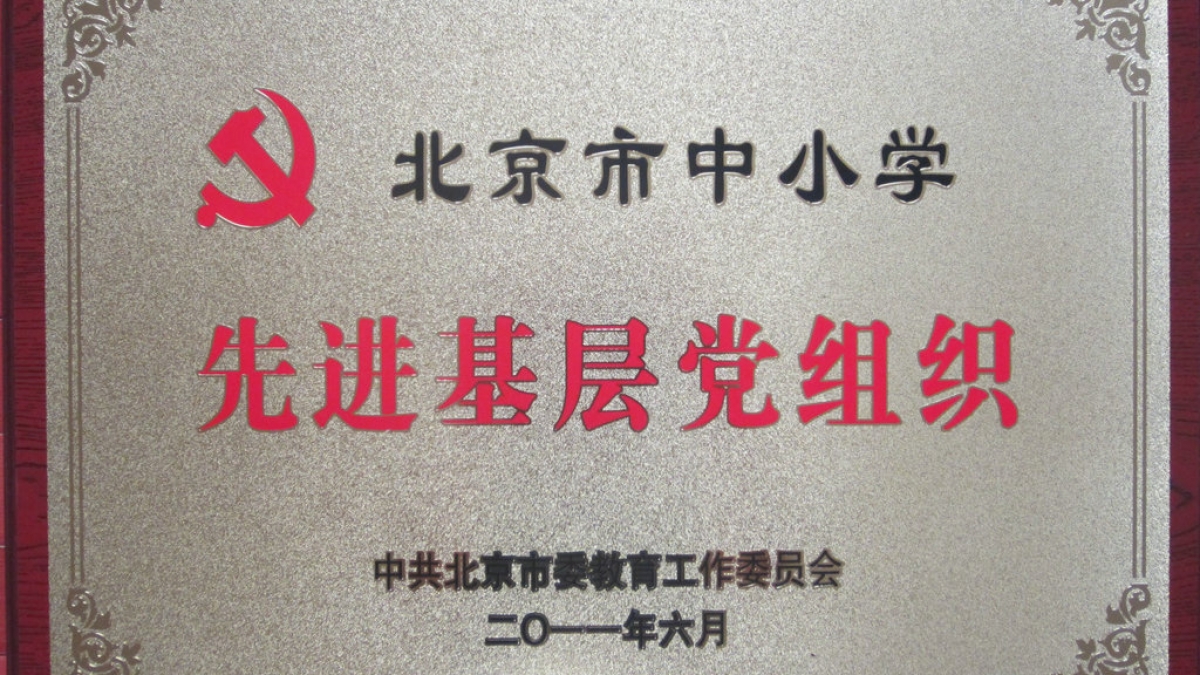 北京市中小学
先进基层党组织
中共北京市委教育工作委员会
二〇一一年六月